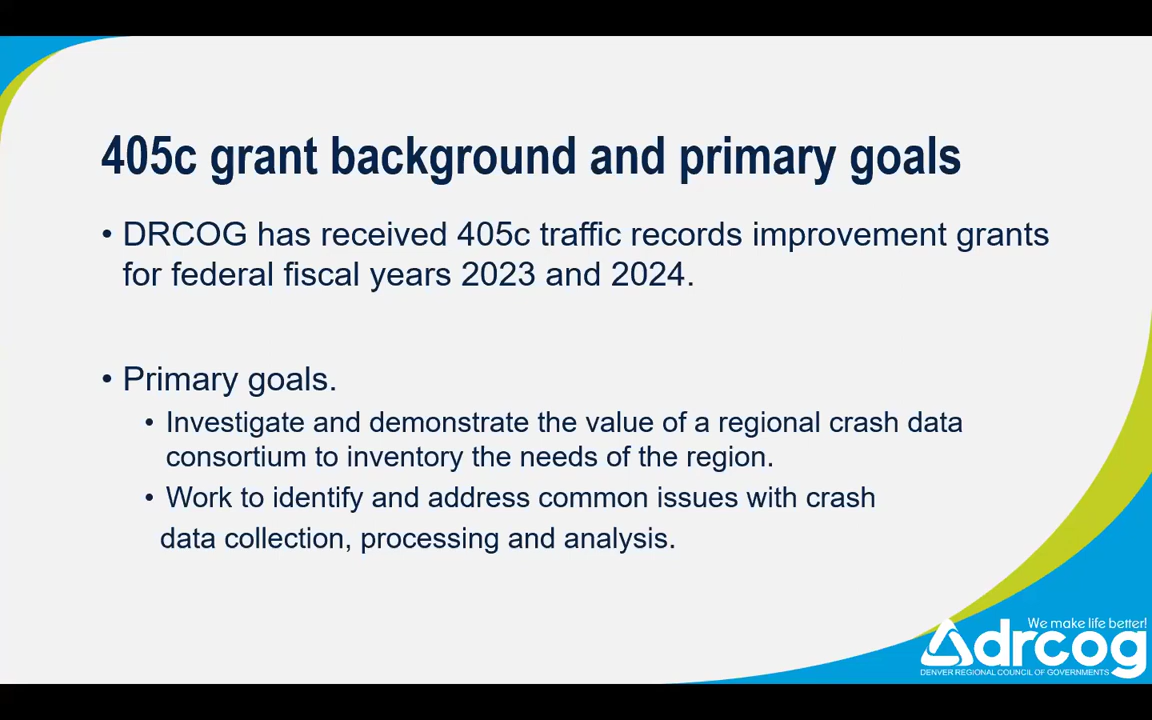 405c grant background and primary goals
• DRCOG has received 405c traffic records improvement grants
for federal fiscal years 2023 and 2024.
• Primary goals.
• Investigate and demonstrate the value of a regional crash data
consortium to inventory the needs of the region.
• Work to identify and address common issues with crash
data collection, processing and analysis.
We make life better!
drcog
DENVER REGIONAL COUNCIL OF GOVERNMENTS